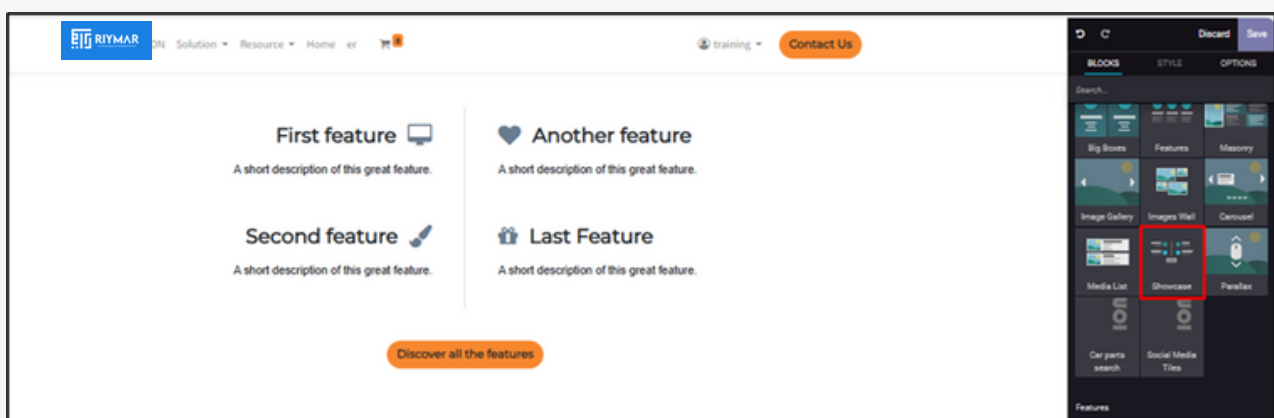 RIYMAR ON Solution Resource Home er 0 training Contact Us
Discard Save
BLOCKS STYLE OPTIONS
Search...
First feature Another feature
A short description of this great feature. A short description of this great feature.
Second feature Last Feature
A short description of this great feature. A short description of this great feature.
Discover all the features
Big Boxes Features Masonry
Image Gallery Images Wall Carousel
Media List Showcase Parallax
Car parts Social Media
search Tiles
Features